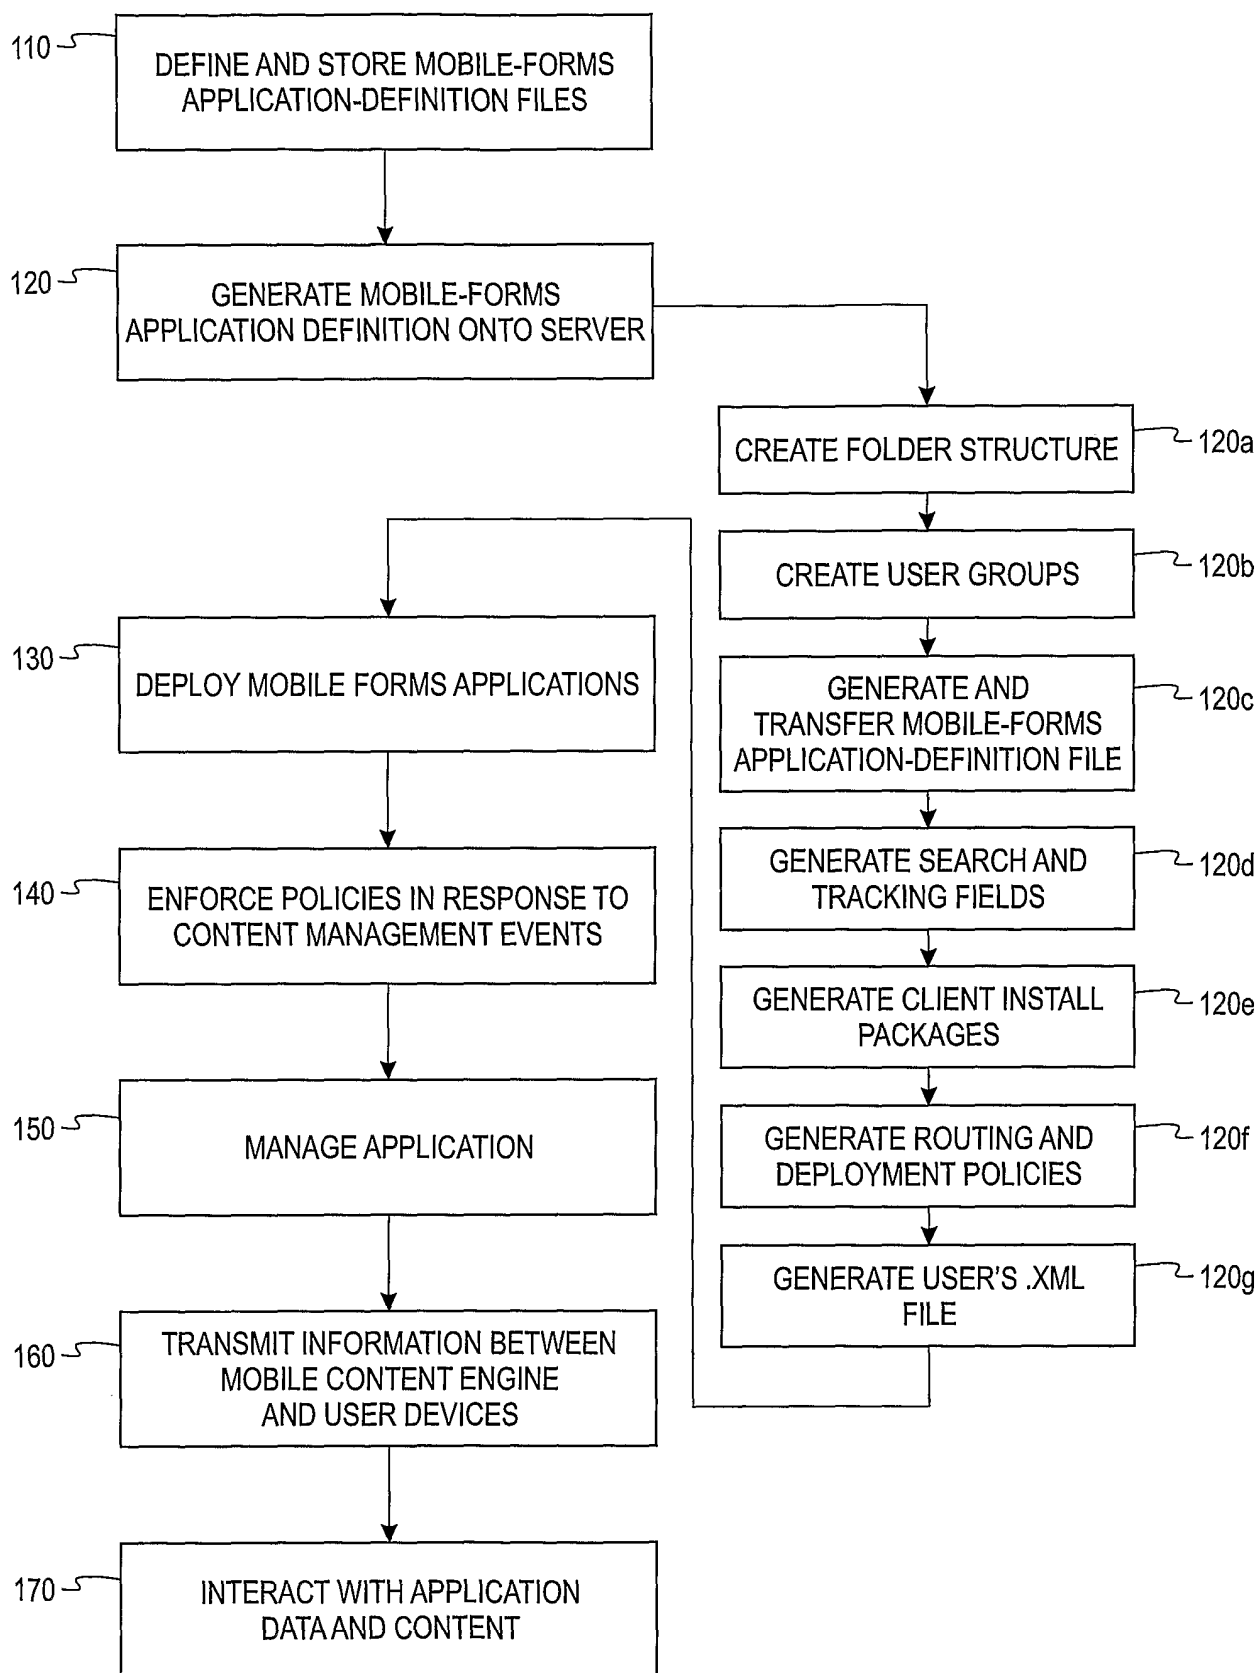 110
DEFINE AND STORE MOBILE-FORMS
APPLICATION-DEFINITION FILES
120
GENERATE MOBILE-FORMS
APPLICATION DEFINITION ONTO SERVER
CREATE FOLDER STRUCTURE
120a
CREATE USER GROUPS
120b
GENERATE AND
TRANSFER MOBILE-FORMS
APPLICATION-DEFINITION FILE
120c
GENERATE SEARCH AND
TRACKING FIELDS
120d
GENERATE CLIENT INSTALL
PACKAGES
120e
GENERATE ROUTING AND
DEPLOYMENT POLICIES
120f
GENERATE USER'S .XML
FILE
120g
130
DEPLOY MOBILE FORMS APPLICATIONS
140
ENFORCE POLICIES IN RESPONSE TO
CONTENT MANAGEMENT EVENTS
150
MANAGE APPLICATION
160
TRANSMIT INFORMATION BETWEEN
MOBILE CONTENT ENGINE
AND USER DEVICES
170
INTERACT WITH APPLICATION
DATA AND CONTENT